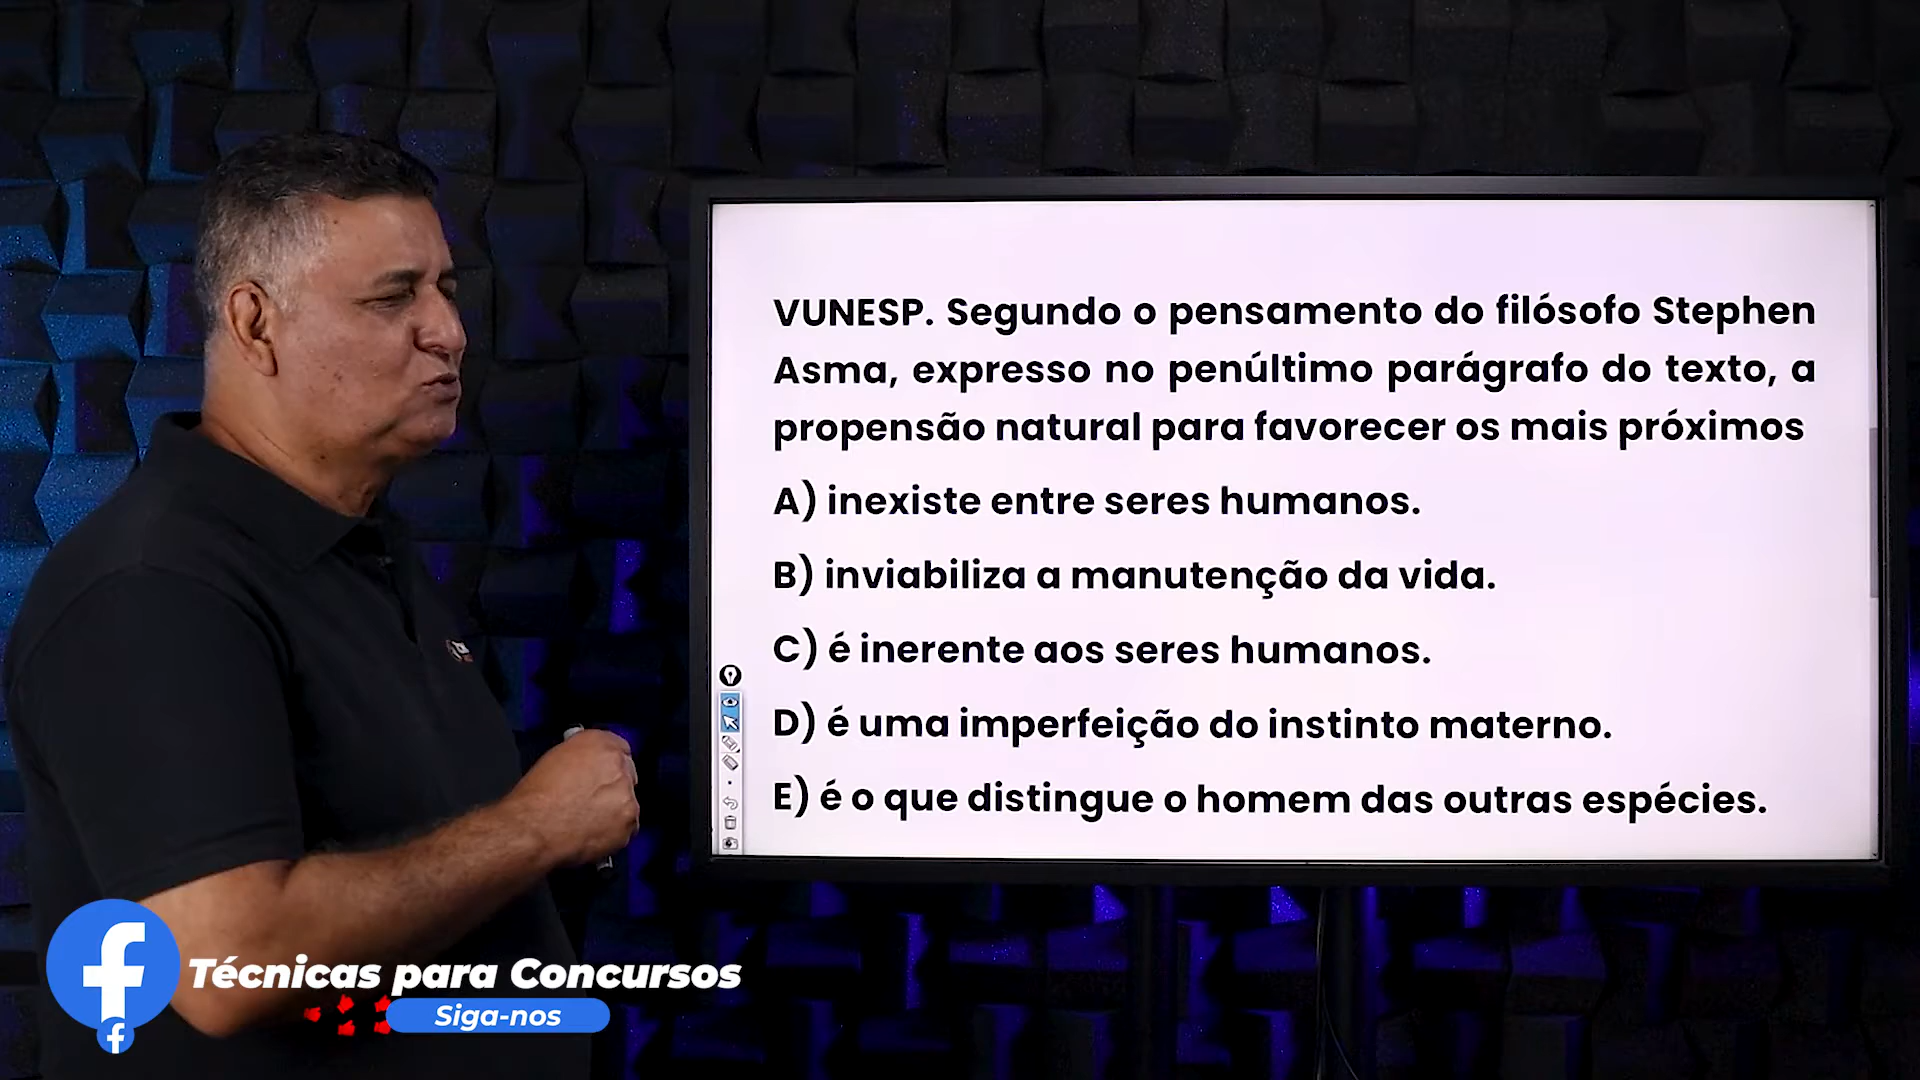 VUNESP. Segundo o pensamento do filósofo Stephen
Asma, expresso no penúltimo parágrafo do texto, a
propensão natural para favorecer os mais próximos
A) inexiste entre seres humanos.
B) inviabiliza a manutenção da vida.
C) é inerente aos seres humanos.
D) é uma imperfeição do instinto materno.
E) é o que distingue o homem das outras espécies.
Técnicas para Concursos
Siga-nos